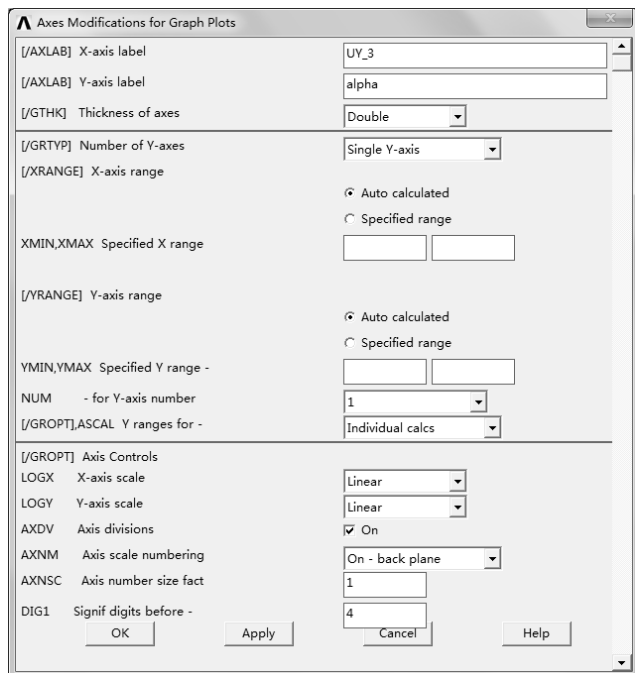 Axes Modifications for Graph Plots
[/AXLAB] X-axis label UY_3
[/AXLAB] Y-axis label alpha
[/GTHK] Thickness of axes Double
[/GRTYP] Number of Y-axes Single Y-axis
[/XRANGE] X-axis range
Auto calculated
Specified range
XMIN,XMAX Specified X range
[/YRANGE] Y-axis range
Auto calculated
Specified range
YMIN,YMAX Specified Y range -
NUM - for Y-axis number 1
[/GROPT],ASCAL Y ranges for - Individual calcs
[/GROPT] Axis Controls
LOGX X-axis scale Linear
LOGY Y-axis scale Linear
AXDV Axis divisions On
AXNM Axis scale numbering On - back plane
AXNSC Axis number size fact 1
DIG1 Signif digits before - 4
OK Apply Cancel Help